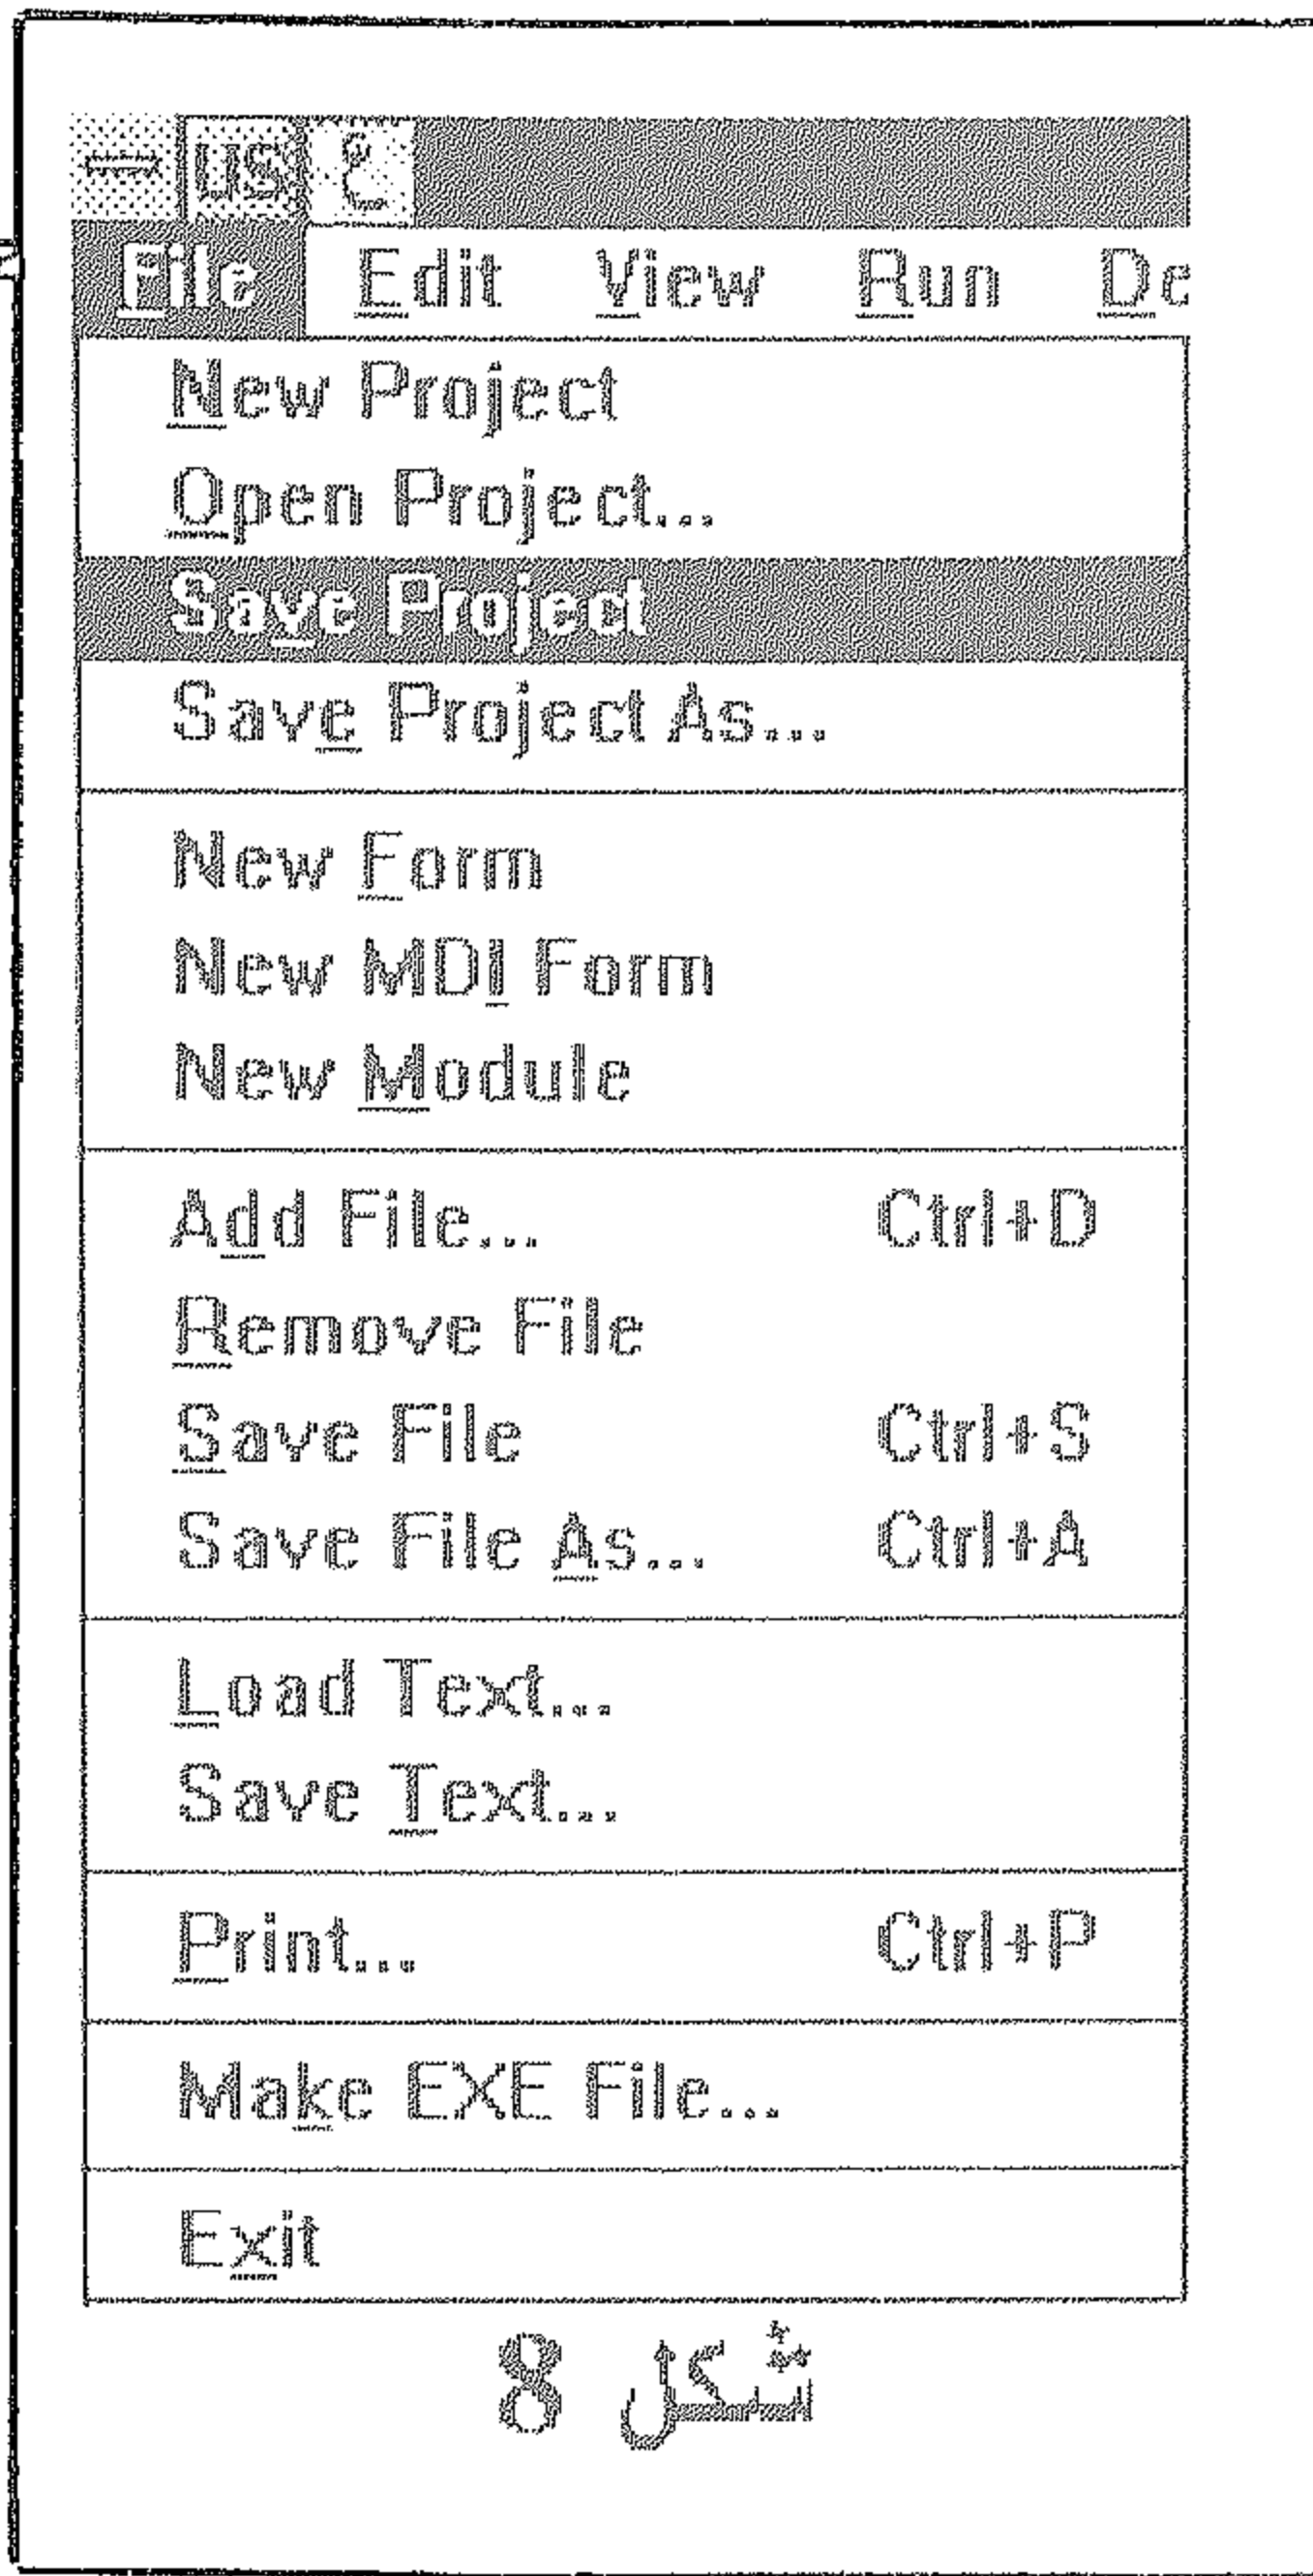 us ع
File Edit View Run De
New Project
Open Project...
Save Project
Save Project As...
New Form
New MDI Form
New Module
Add File... Ctrl+D
Remove File
Save File Ctrl+S
Save File As... Ctrl+A
Load Text...
Save Text...
Print... Ctrl+P
Make EXE File...
Exit
شكل 8